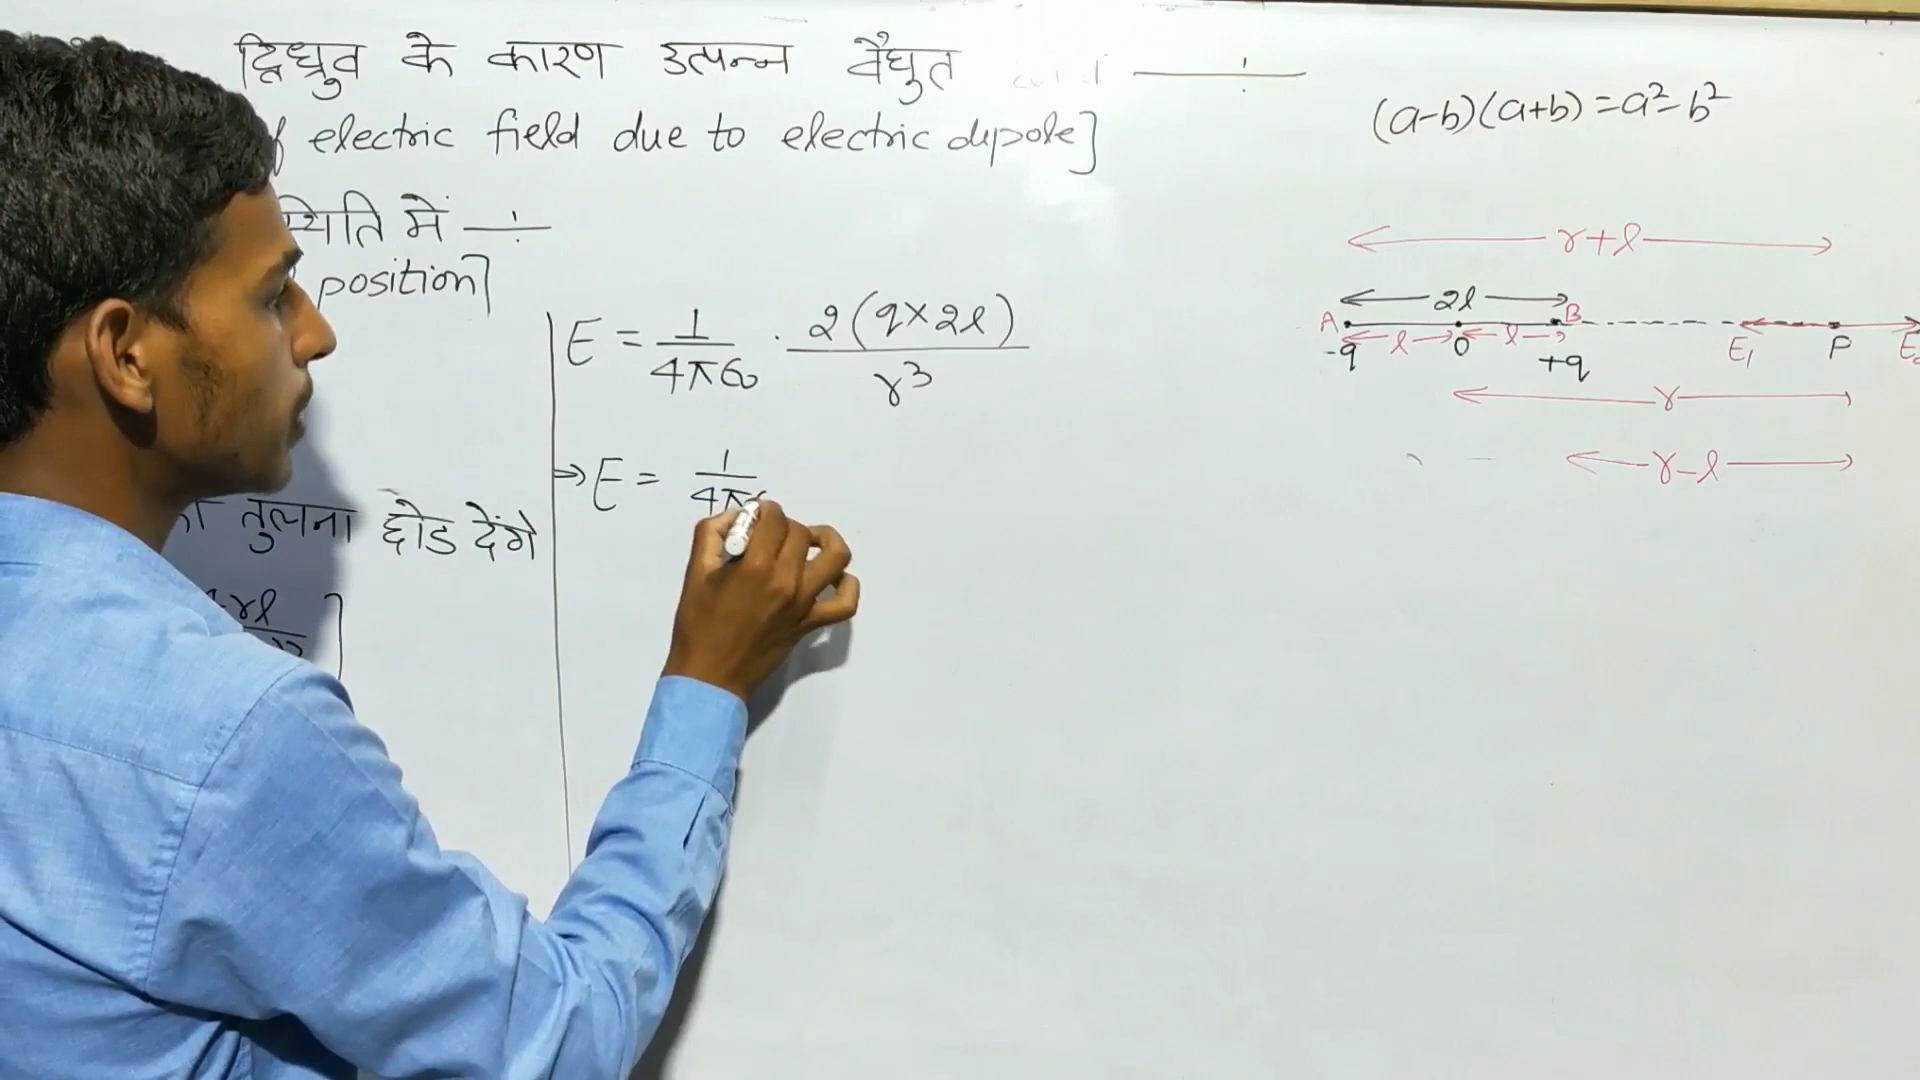 द्विध्रुव के कारण उत्पन्न वैद्युत
electric field due to electric dipole]
(a-b)(a+b) = a² - b²
में
position]
r+l
2l
A B
l l
-q O +q E₁ P
r
r-l
E = 1/4πϵ₀ · 2(q×2l)/r³
⇒ E = 1/4π
तुलना छोड देंगे
rl